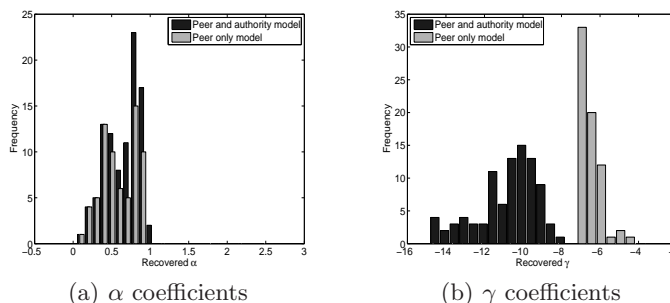 25
20
15
10
5
0
Frequency
-0.5 0 0.5 1 1.5 2 2.5 3
Recovered α
Peer and authority model
Peer only model
(a) α coefficients
35
30
25
20
15
10
5
0
Frequency
-16 -14 -12 -10 -8 -6 -4
Recovered γ
Peer and authority model
Peer only model
(b) γ coefficients